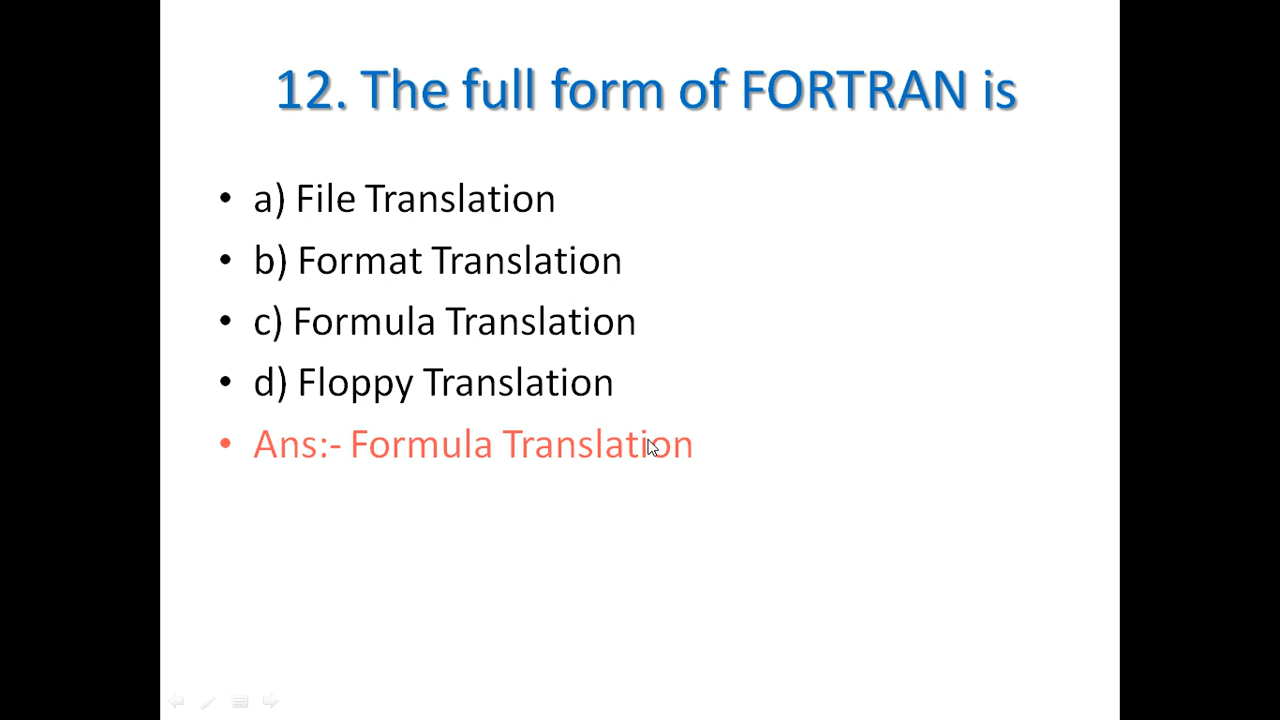 12. The full form of FORTRAN is
• a) File Translation
• b) Format Translation
• c) Formula Translation
• d) Floppy Translation
• Ans:- Formula Translation